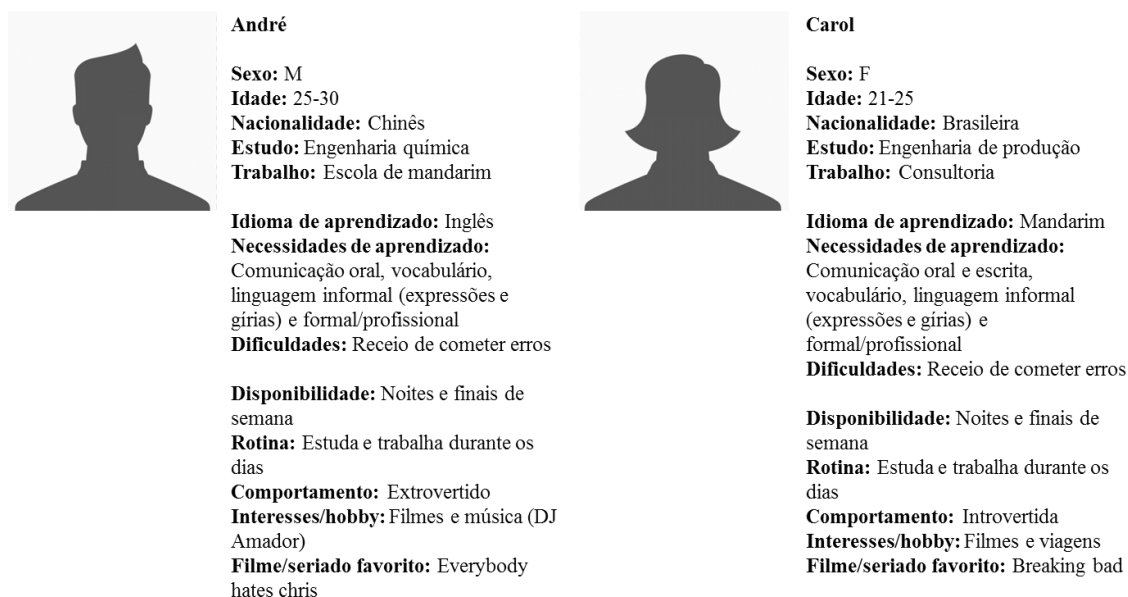 André
Sexo: M
Idade: 25-30
Nacionalidade: Chinês
Estudo: Engenharia química
Trabalho: Escola de mandarim
Idioma de aprendizado: Inglês
Necessidades de aprendizado:
Comunicação oral, vocabulário,
linguagem informal (expressões e
gírias) e formal/profissional
Dificuldades: Receio de cometer erros
Disponibilidade: Noites e finais de
semana
Rotina: Estuda e trabalha durante os
dias
Comportamento: Extrovertido
Interesses/hobby: Filmes e música (DJ
Amador)
Filme/seriado favorito: Everybody
hates chris
Carol
Sexo: F
Idade: 21-25
Nacionalidade: Brasileira
Estudo: Engenharia de produção
Trabalho: Consultoria
Idioma de aprendizado: Mandarim
Necessidades de aprendizado:
Comunicação oral e escrita,
vocabulário, linguagem informal
(expressões e gírias) e
formal/profissional
Dificuldades: Receio de cometer erros
Disponibilidade: Noites e finais de
semana
Rotina: Estuda e trabalha durante os
dias
Comportamento: Introvertida
Interesses/hobby: Filmes e viagens
Filme/seriado favorito: Breaking bad